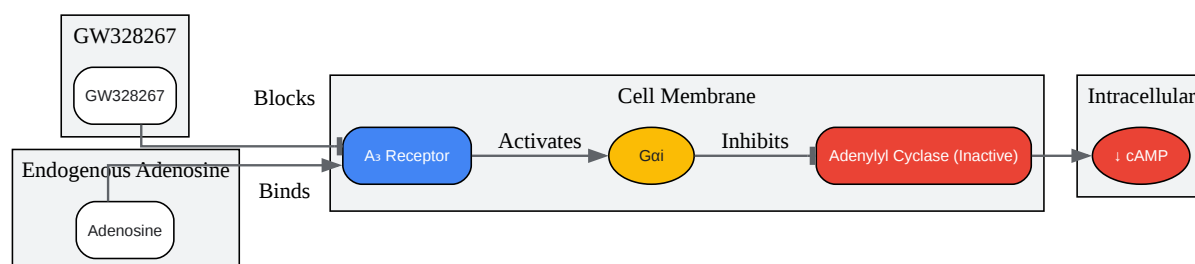 GW328267
GW328267
Blocks
Cell Membrane
Intracellular
A₃ Receptor
Activates
Gαi
Inhibits
Adenylyl Cyclase (Inactive)
↓ cAMP
Endogenous Adenosine
Binds
Adenosine